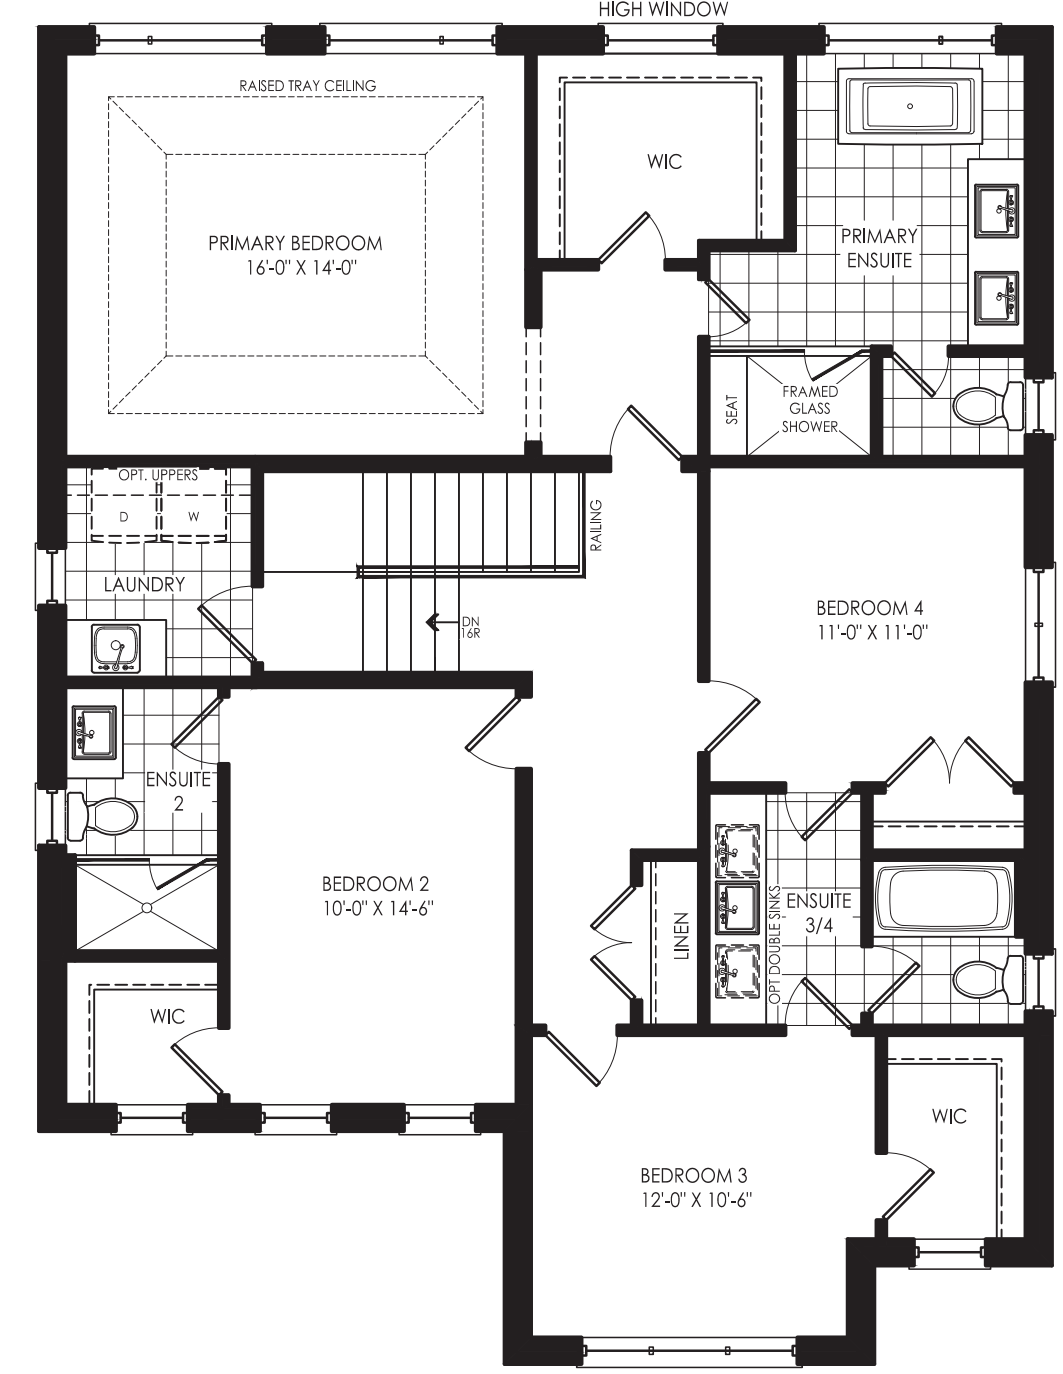 HIGH WINDOW
RAISED TRAY CEILING
PRIMARY BEDROOM
16'-0" X 14'-0"
WIC
PRIMARY
ENSUITE
SEAT
FRAMED
GLASS
SHOWER
OPT. UPPERS
D
W
LAUNDRY
RAILING
DN
16R
BEDROOM 4
11'-0" X 11'-0"
ENSUITE
2
BEDROOM 2
10'-0" X 14'-6"
LINEN
OPT DOUBLE SINKS
ENSUITE
3/4
WIC
BEDROOM 3
12'-0" X 10'-6"
WIC